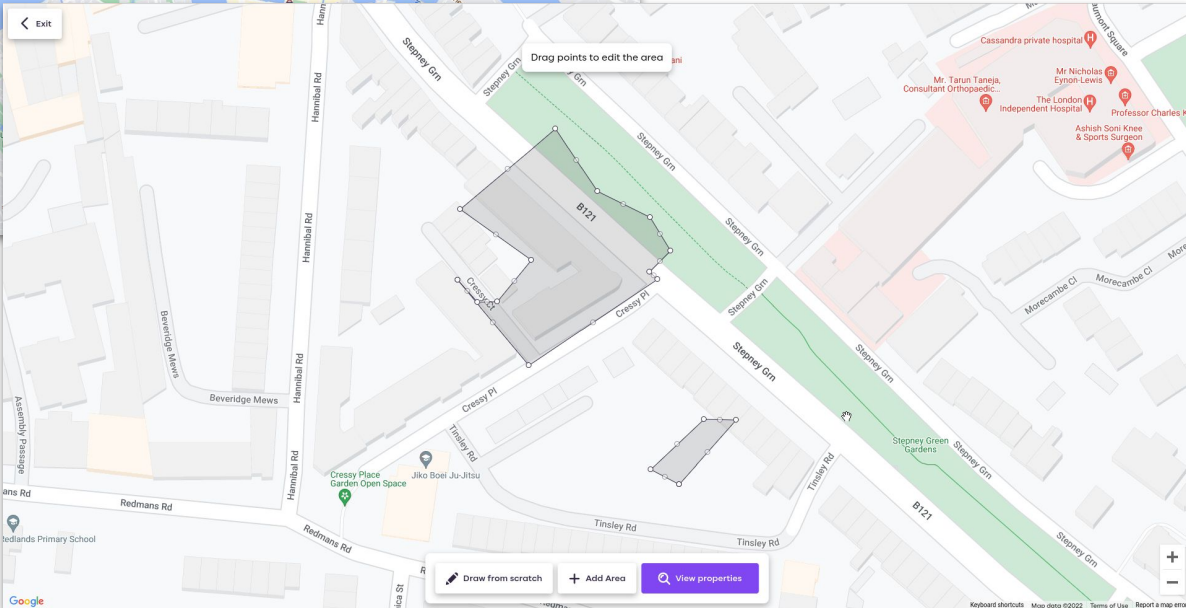 Exit
Drag points to edit the area
Hannibal Rd
Stepney Grn
Stepney Grn
Cassandra private hospital
Mr. Tarun Taneja,
Consultant Orthopaedic...
Mr Nicholas
Eynon-Lewis
The London
Independent Hospital
Professor Charles K
Ashish Soni Knee
& Sports Surgeon
Stepney Grn
B121
Hannibal Rd
Stepney Grn
Morecambe Cl
Morecambe Cl
Stepney Grn
Cressy Pl
Beveridge Mews
Stepney Grn
Stepney Grn
Hannibal Rd
Beveridge Mews
Cressy Pl
Assembly Passage
Tinsley Rd
Stepney Green
Gardens
Stepney Grn
Hannibal Rd
Cressy Place
Garden Open Space
Jiko Boei Ju-Jitsu
Tinsley Rd
ans Rd
Redmans Rd
B121
Redmans Rd
Tinsley Rd
Tinsley Rd
edlands Primary School
Stepney Grn
Draw from scratch
Add Area
View properties
Google
Keyboard shortcuts
Map data ©2022
Terms of Use
Report a map error